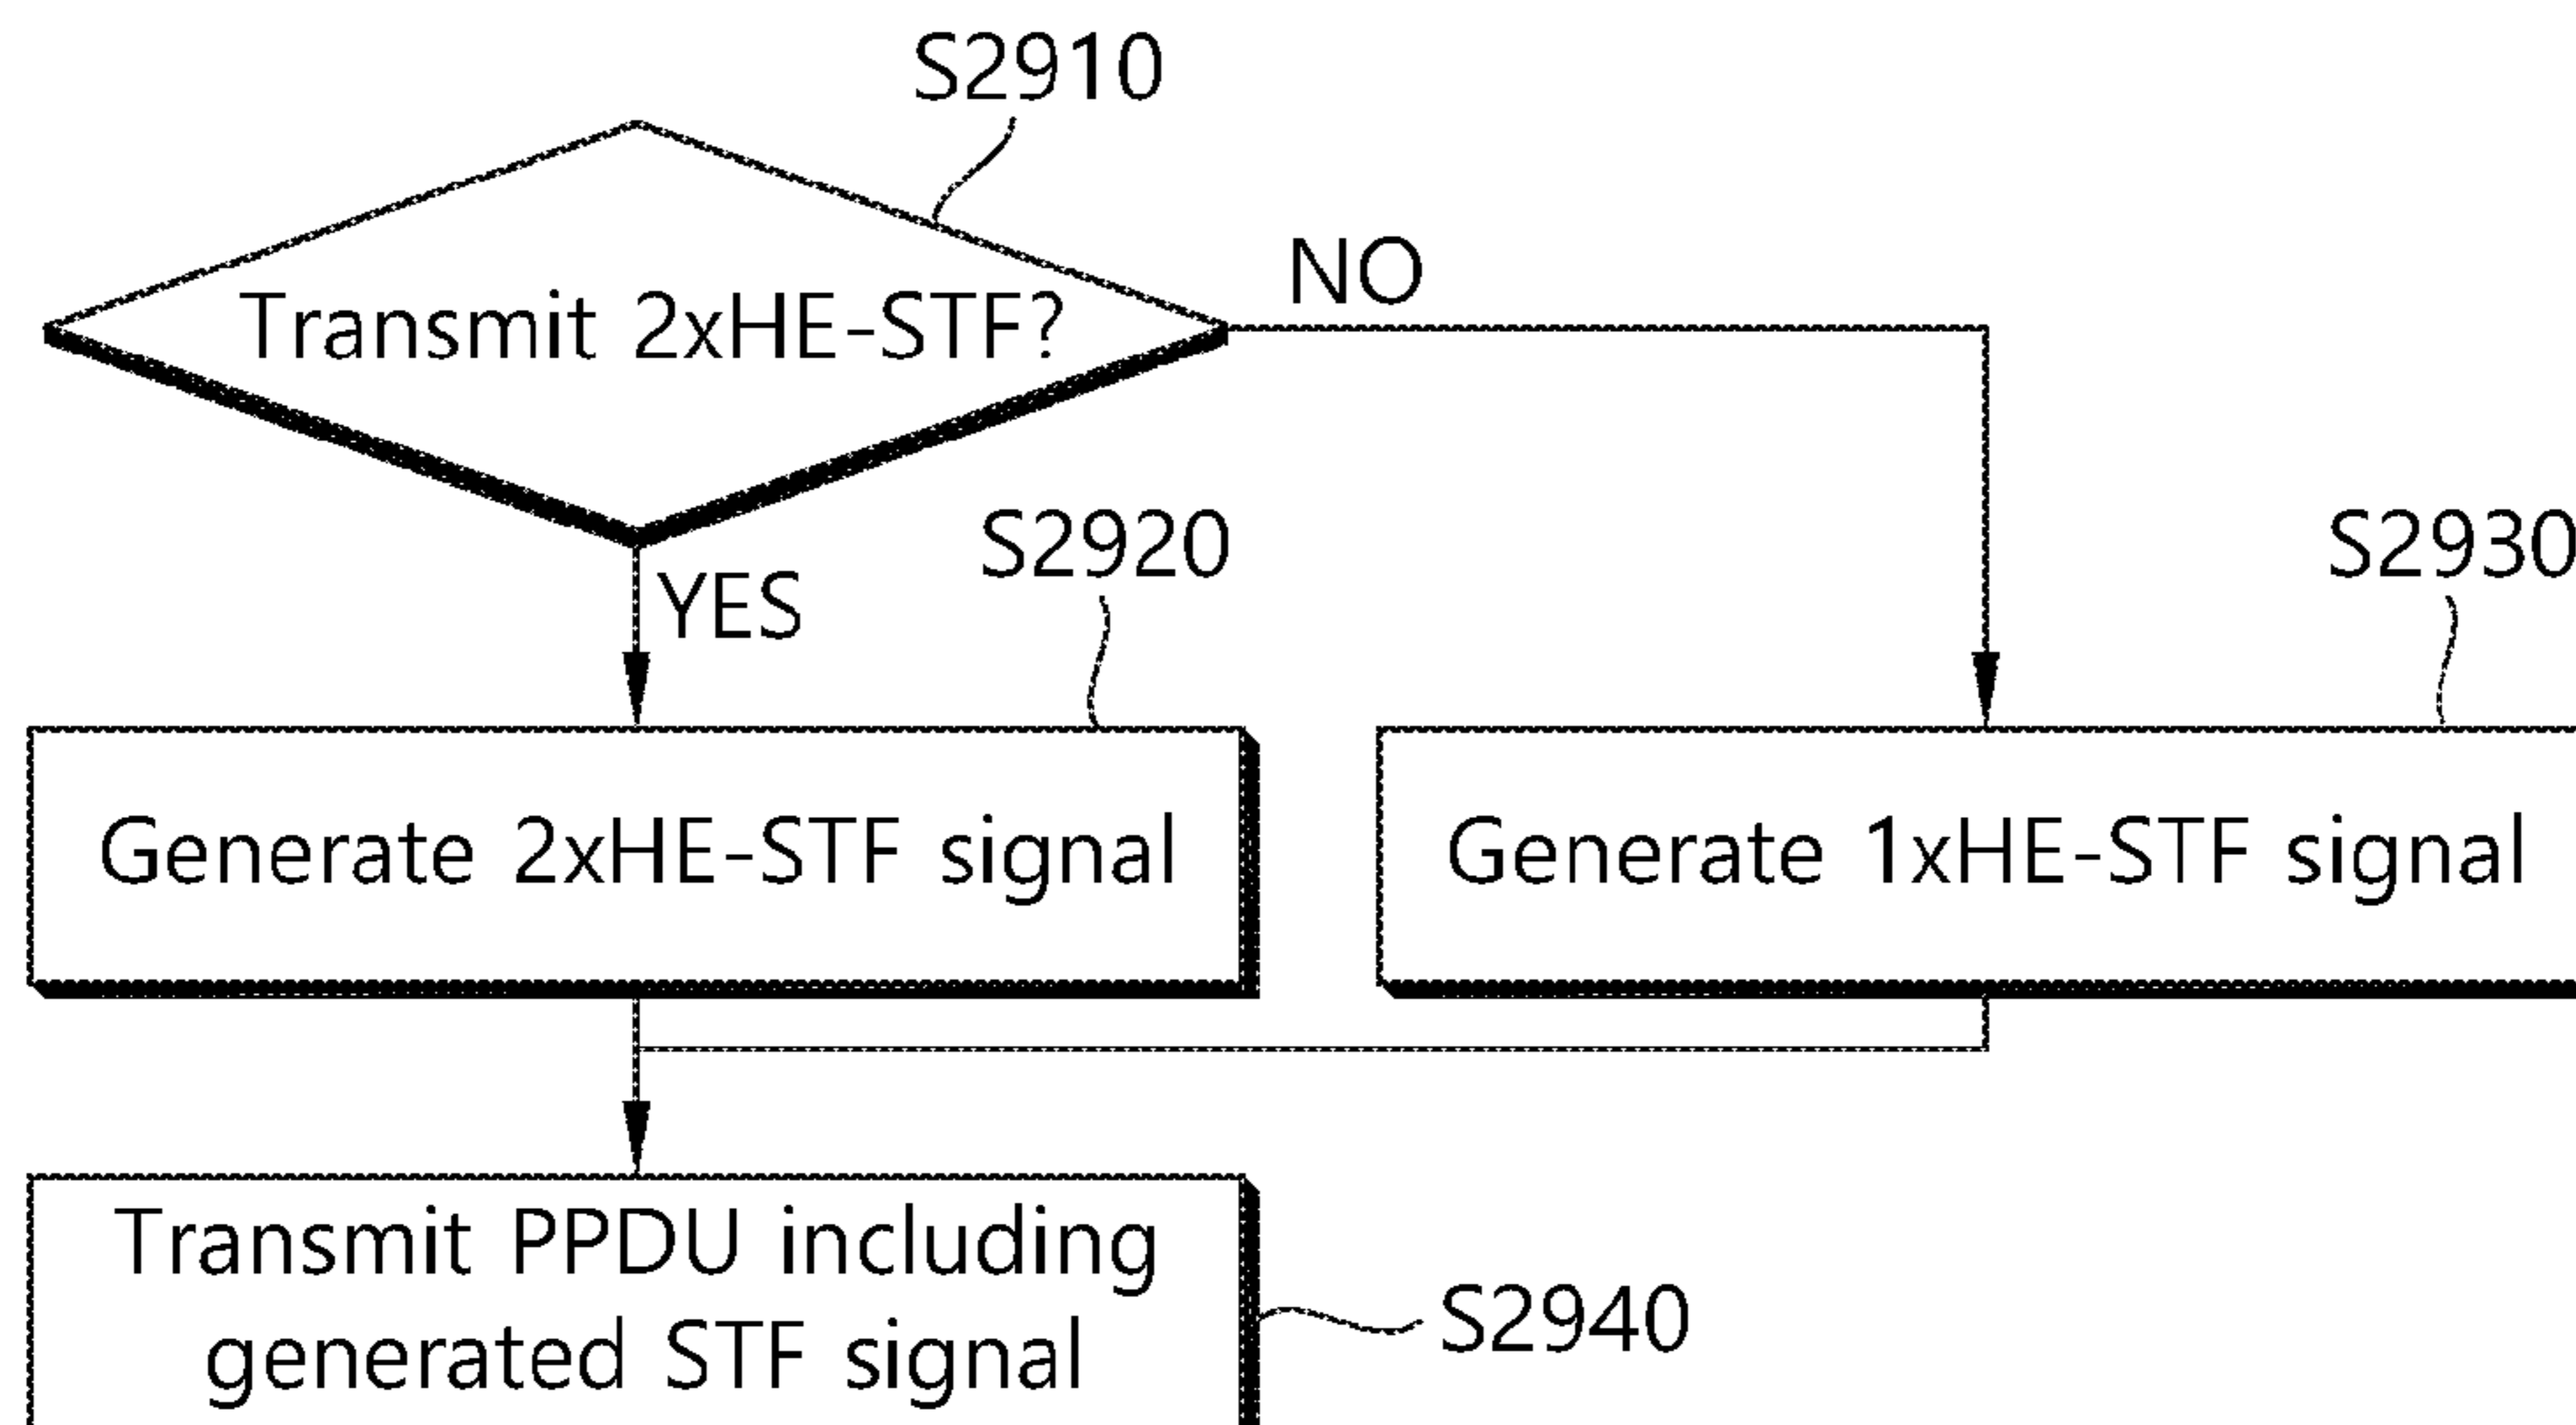 S2910
Transmit 2xHE-STF?
NO
YES
S2920
S2930
Generate 2xHE-STF signal
Generate 1xHE-STF signal
Transmit PPDU including
generated STF signal
S2940